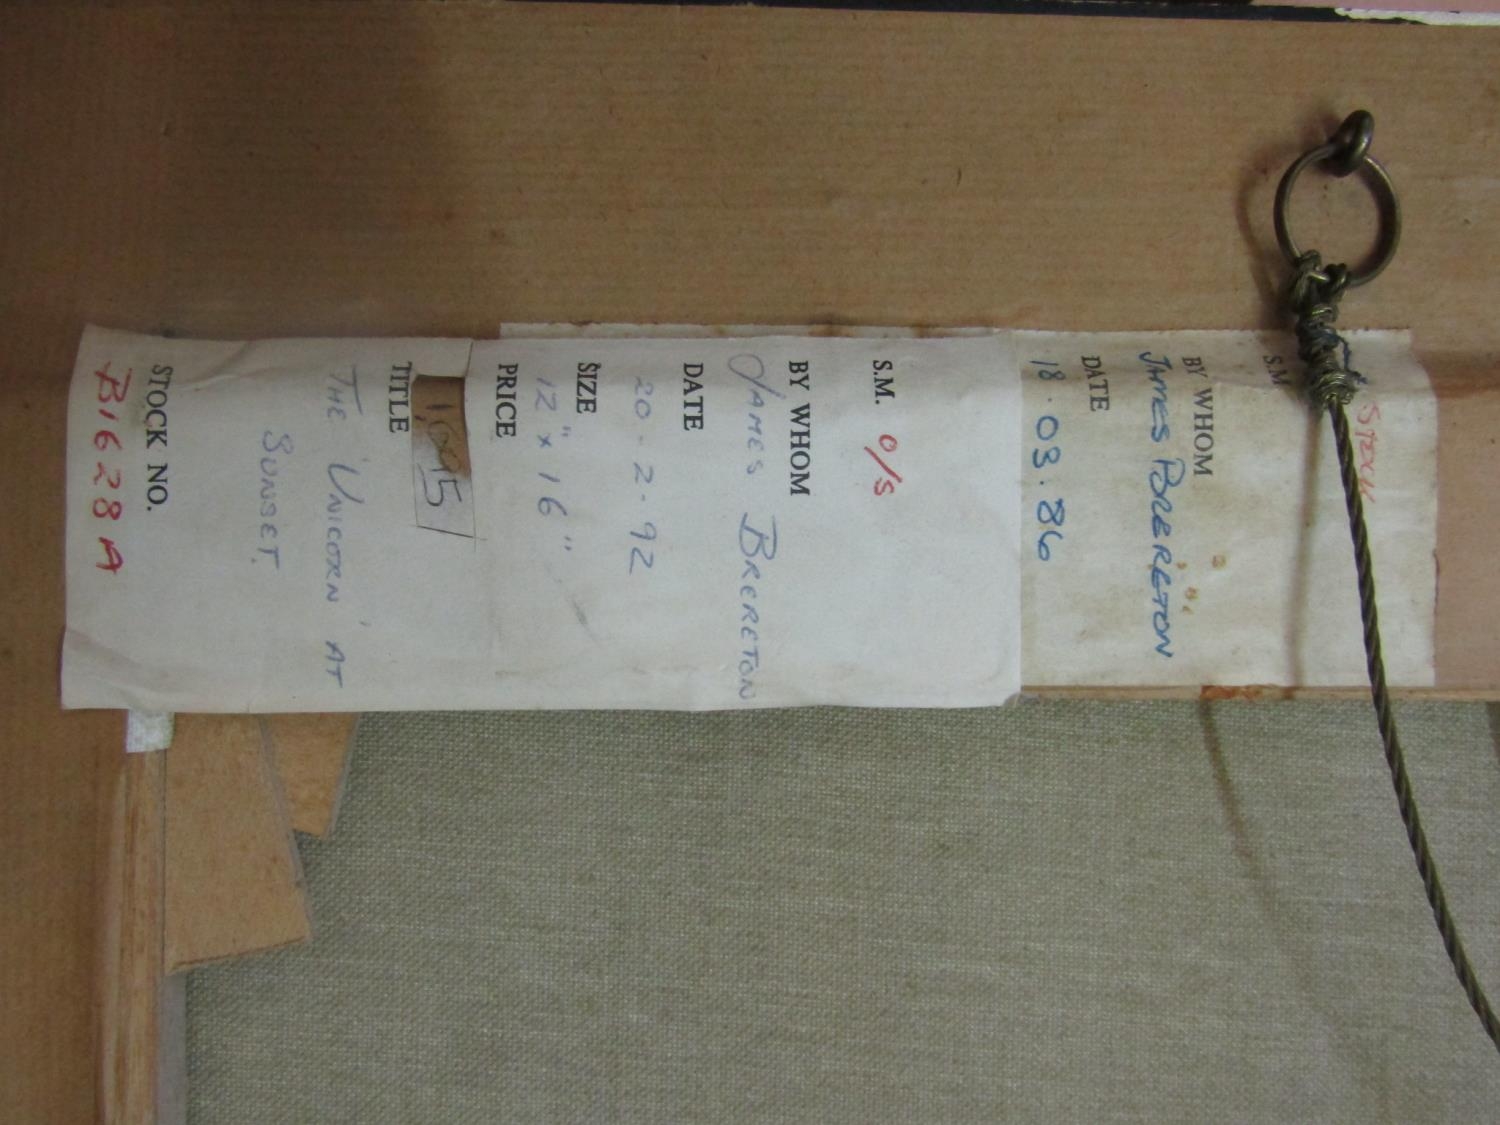 Stock
S.M
BY WHOM
JAMES BRERETON
DATE
18.03.86
S.M. O/S
BY WHOM
JAMES BRERETON
DATE
20-2-92
SIZE
12" x 16"
PRICE
TITLE
THE 'UNICORN' AT
SUNSET.
STOCK NO.
B1628A